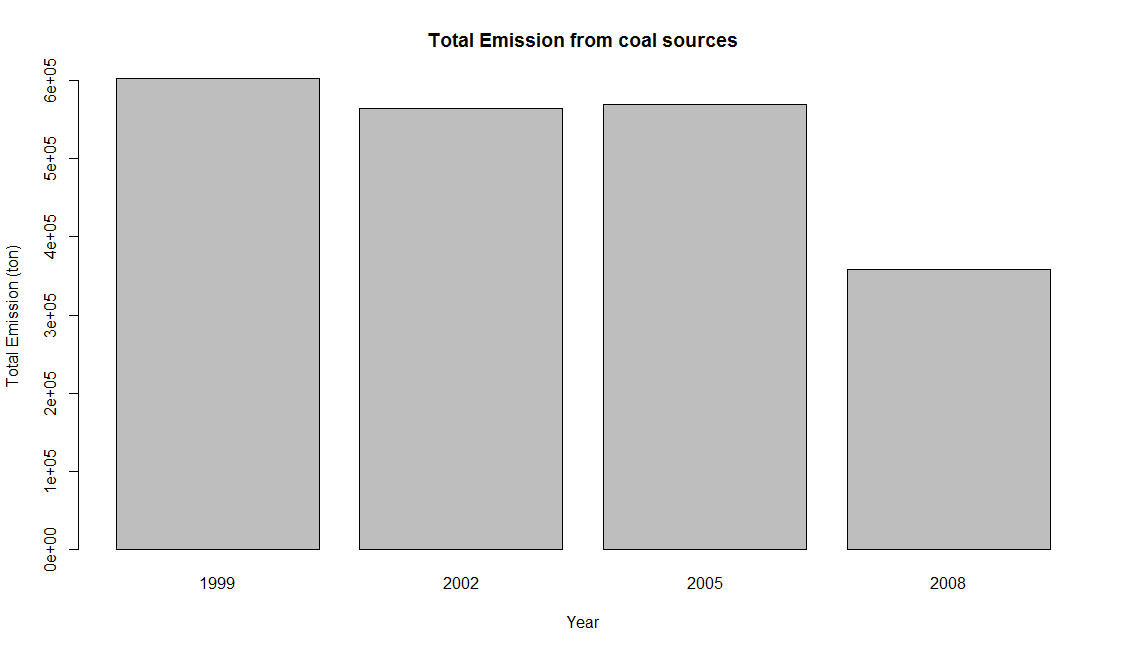 Total Emission from coal sources
Total Emission (ton)
6e+05
5e+05
4e+05
3e+05
2e+05
1e+05
0e+00
1999
2002
2005
2008
Year